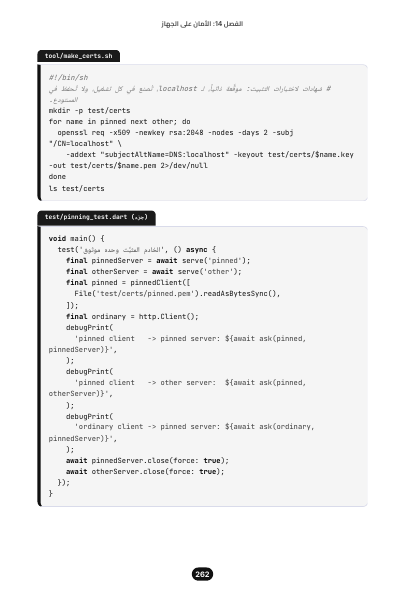 الفصل 14: الأمان على الجهاز
tool/make_certs.sh
#!/bin/sh
# شهادات لاختبارات التثبيت: موقَّعة ذاتياً، لـ localhost، تُصنع في كل تشغيل، ولا تُحفظ في
المستودع.
mkdir -p test/certs
for name in pinned next other; do
  openssl req -x509 -newkey rsa:2048 -nodes -days 2 -subj
"/CN=localhost" \
    -addext "subjectAltName=DNS:localhost" -keyout test/certs/$name.key
-out test/certs/$name.pem 2>/dev/null
done
ls test/certs
test/pinning_test.dart (جزء)
void main() {
  test('الخادم المثبَّت وحده موثوق', () async {
    final pinnedServer = await serve('pinned');
    final otherServer = await serve('other');
    final pinned = pinnedClient([
      File('test/certs/pinned.pem').readAsBytesSync(),
    ]);
    final ordinary = http.Client();
    debugPrint(
      'pinned client   -> pinned server: ${await ask(pinned,
pinnedServer)}',
    );
    debugPrint(
      'pinned client   -> other server:  ${await ask(pinned,
otherServer)}',
    );
    debugPrint(
      'ordinary client -> pinned server: ${await ask(ordinary,
pinnedServer)}',
    );
    await pinnedServer.close(force: true);
    await otherServer.close(force: true);
  });
}
262